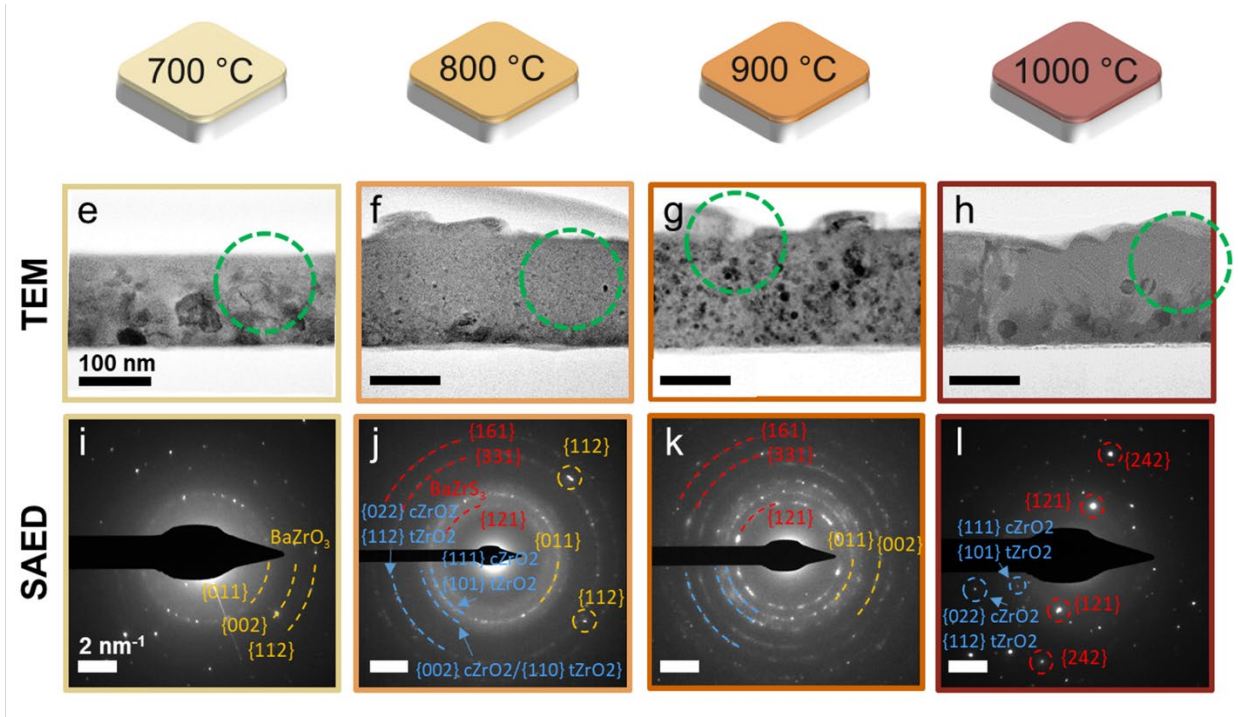 700 °C
800 °C
900 °C
1000 °C
TEM
e
100 nm
f
g
h
SAED
i
BaZrO₃
{011}
{002}
{112}
2 nm⁻¹
j
{161}
{331}
BaZrS₃
{121}
{022} cZrO2
{112} tZrO2
{111} cZrO2
{101} tZrO2
{002} cZrO2/{110} tZrO2}
{112}
{011}
{112}
k
{161}
{331}
{121}
{011}
{002}
l
{242}
{121}
{111} cZrO2
{101} tZrO2
{121}
{022} cZrO2
{112} tZrO2
{242}